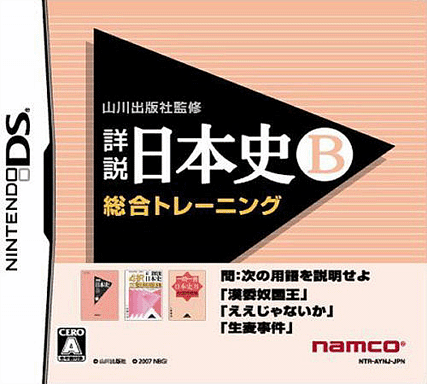 NINTENDO DS
山川出版社監修
詳説 日本史B
総合トレーニング
問:次の用語を説明せよ
「漢委奴国王」
「ええじゃないか」
「生麦事件」
CERO
A
© 山川出版社 © 2007 NBGI
namco®
NTR-AYNJ-JPN